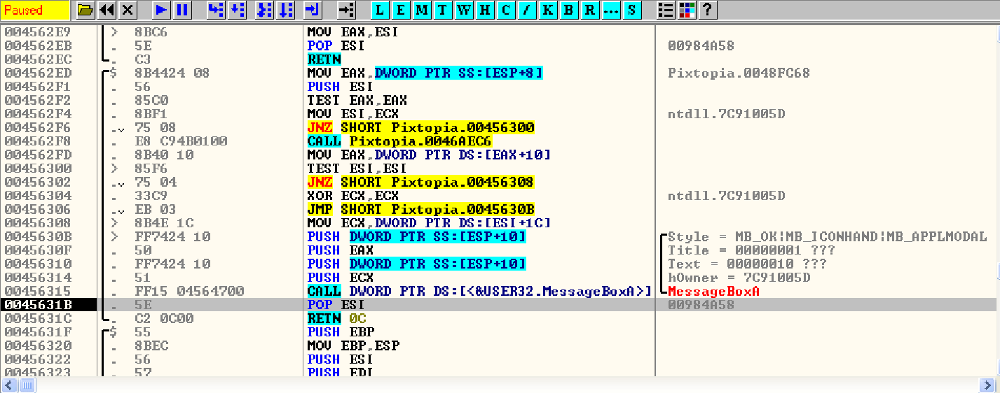 Paused L E M T W H C / K B R ... S ?
004562E9 > 8BC6 MOV EAX,ESI
004562EB . 5E POP ESI 00984A58
004562EC . C3 RETN
004562ED $ 8B4424 08 MOV EAX,DWORD PTR SS:[ESP+8] Pixtopia.0048FC68
004562F1 . 56 PUSH ESI
004562F2 . 85C0 TEST EAX,EAX
004562F4 . 8BF1 MOV ESI,ECX ntdll.7C91005D
004562F6 .v 75 08 JNZ SHORT Pixtopia.00456300
004562F8 . E8 C94B0100 CALL Pixtopia.0046AEC6
004562FD . 8B40 10 MOV EAX,DWORD PTR DS:[EAX+10]
00456300 > 85F6 TEST ESI,ESI
00456302 .v 75 04 JNZ SHORT Pixtopia.00456308
00456304 . 33C9 XOR ECX,ECX ntdll.7C91005D
00456306 .v EB 03 JMP SHORT Pixtopia.0045630B
00456308 > 8B4E 1C MOV ECX,DWORD PTR DS:[ESI+1C]
0045630B > FF7424 10 PUSH DWORD PTR SS:[ESP+10] Style = MB_OK|MB_ICONHAND|MB_APPLMODAL
0045630F . 50 PUSH EAX Title = 00000001 ???
00456310 . FF7424 10 PUSH DWORD PTR SS:[ESP+10] Text = 00000010 ???
00456314 . 51 PUSH ECX hOwner = 7C91005D
00456315 . FF15 04564700 CALL DWORD PTR DS:[<&USER32.MessageBoxA>] MessageBoxA
0045631B . 5E POP ESI 00984A58
0045631C . C2 0C00 RETN 0C
0045631F $ 55 PUSH EBP
00456320 . 8BEC MOV EBP,ESP
00456322 . 56 PUSH ESI
00456323 . 57 PUSH EDI